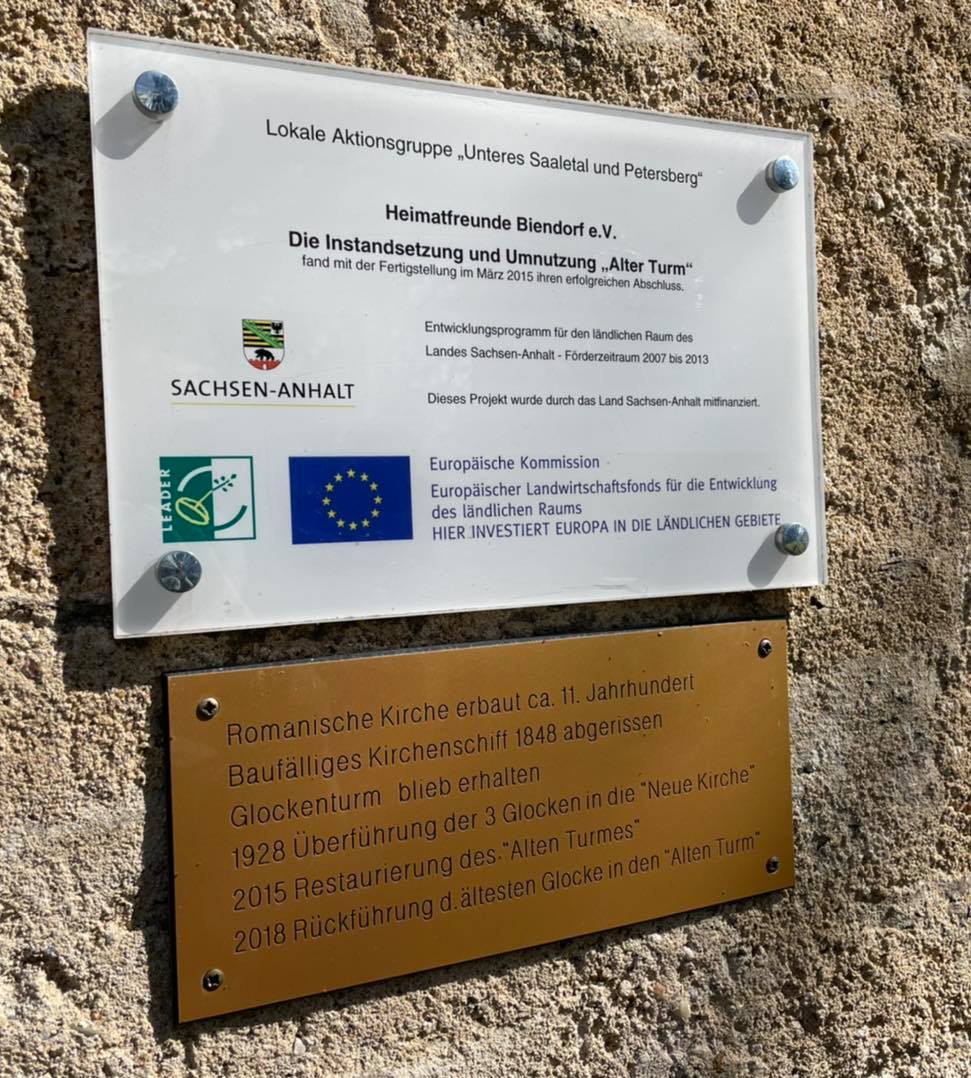 Lokale Aktionsgruppe „Unteres Saaletal und Petersberg“
Heimatfreunde Biendorf e.V.
Die Instandsetzung und Umnutzung „Alter Turm“
fand mit der Fertigstellung im März 2015 ihren erfolgreichen Abschluss.
Entwicklungsprogramm für den ländlichen Raum des
Landes Sachsen-Anhalt - Förderzeitraum 2007 bis 2013
SACHSEN-ANHALT
Dieses Projekt wurde durch das Land Sachsen-Anhalt mitfinanziert.
LEADER
Europäische Kommission
Europäischer Landwirtschaftsfonds für die Entwicklung
des ländlichen Raums
HIER INVESTIERT EUROPA IN DIE LÄNDLICHEN GEBIETE
Romanische Kirche erbaut ca. 11. Jahrhundert
Baufälliges Kirchenschiff 1848 abgerissen
Glockenturm blieb erhalten
1928 Überführung der 3 Glocken in die "Neue Kirche"
2015 Restaurierung des "Alten Turmes"
2018 Rückführung d.ältesten Glocke in den "Alten Turm"